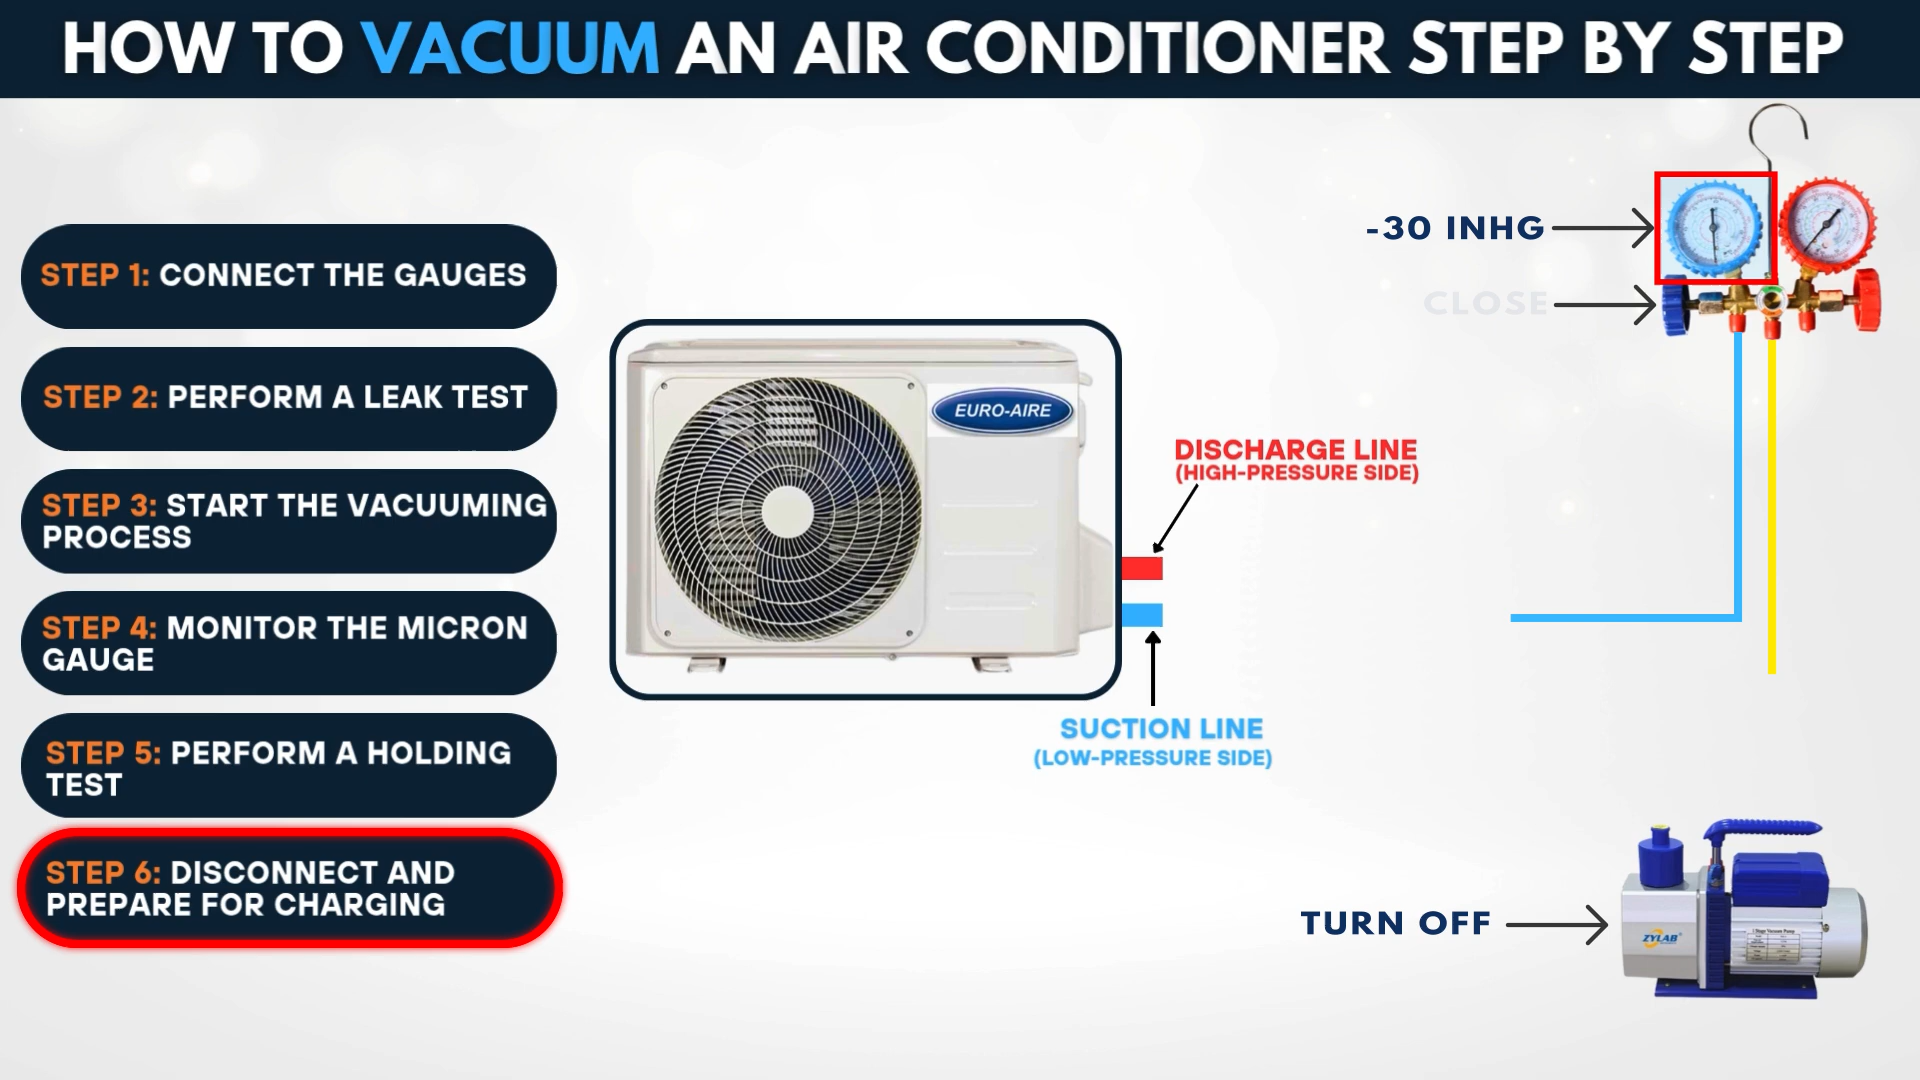 HOW TO VACUUM AN AIR CONDITIONER STEP BY STEP
STEP 1: CONNECT THE GAUGES
STEP 2: PERFORM A LEAK TEST
STEP 3: START THE VACUUMING
PROCESS
STEP 4: MONITOR THE MICRON
GAUGE
STEP 5: PERFORM A HOLDING
TEST
STEP 6: DISCONNECT AND
PREPARE FOR CHARGING
EURO-AIRE
DISCHARGE LINE
(HIGH-PRESSURE SIDE)
SUCTION LINE
(LOW-PRESSURE SIDE)
-30 INHG
CLOSE
TURN OFF
ZYLAB